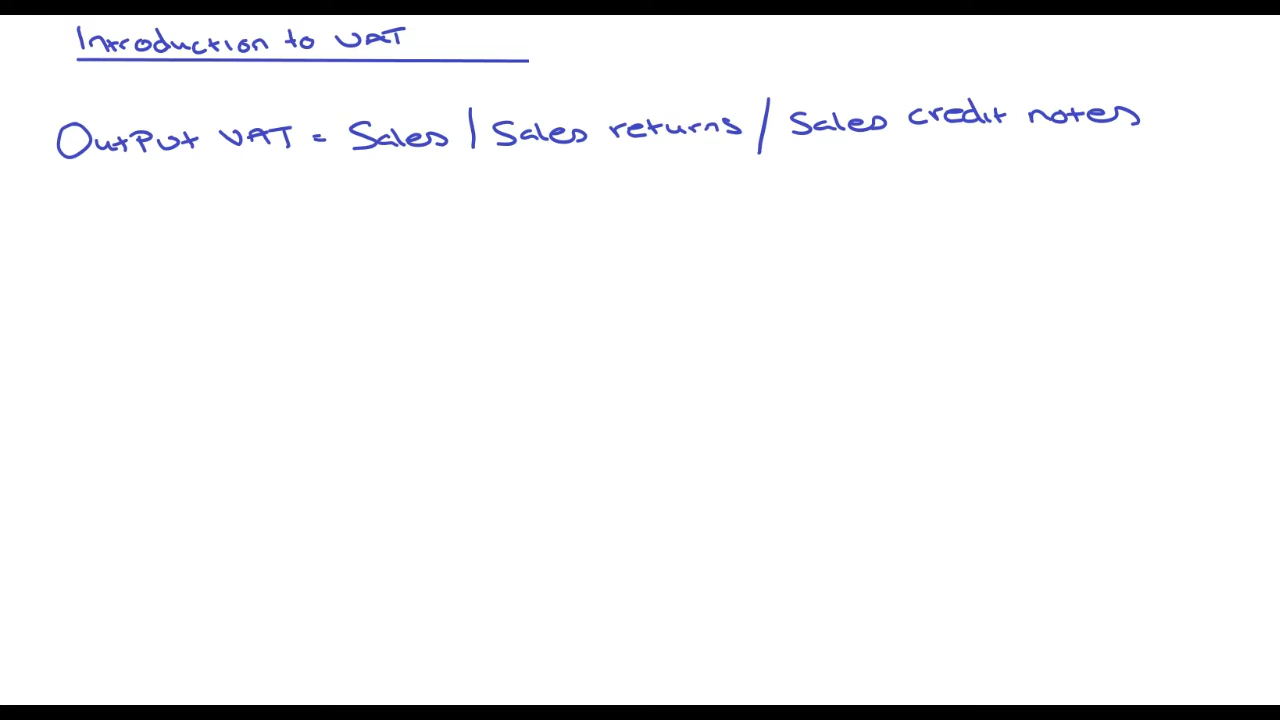 Introduction to VAT
Output VAT = Sales / Sales returns / Sales credit notes